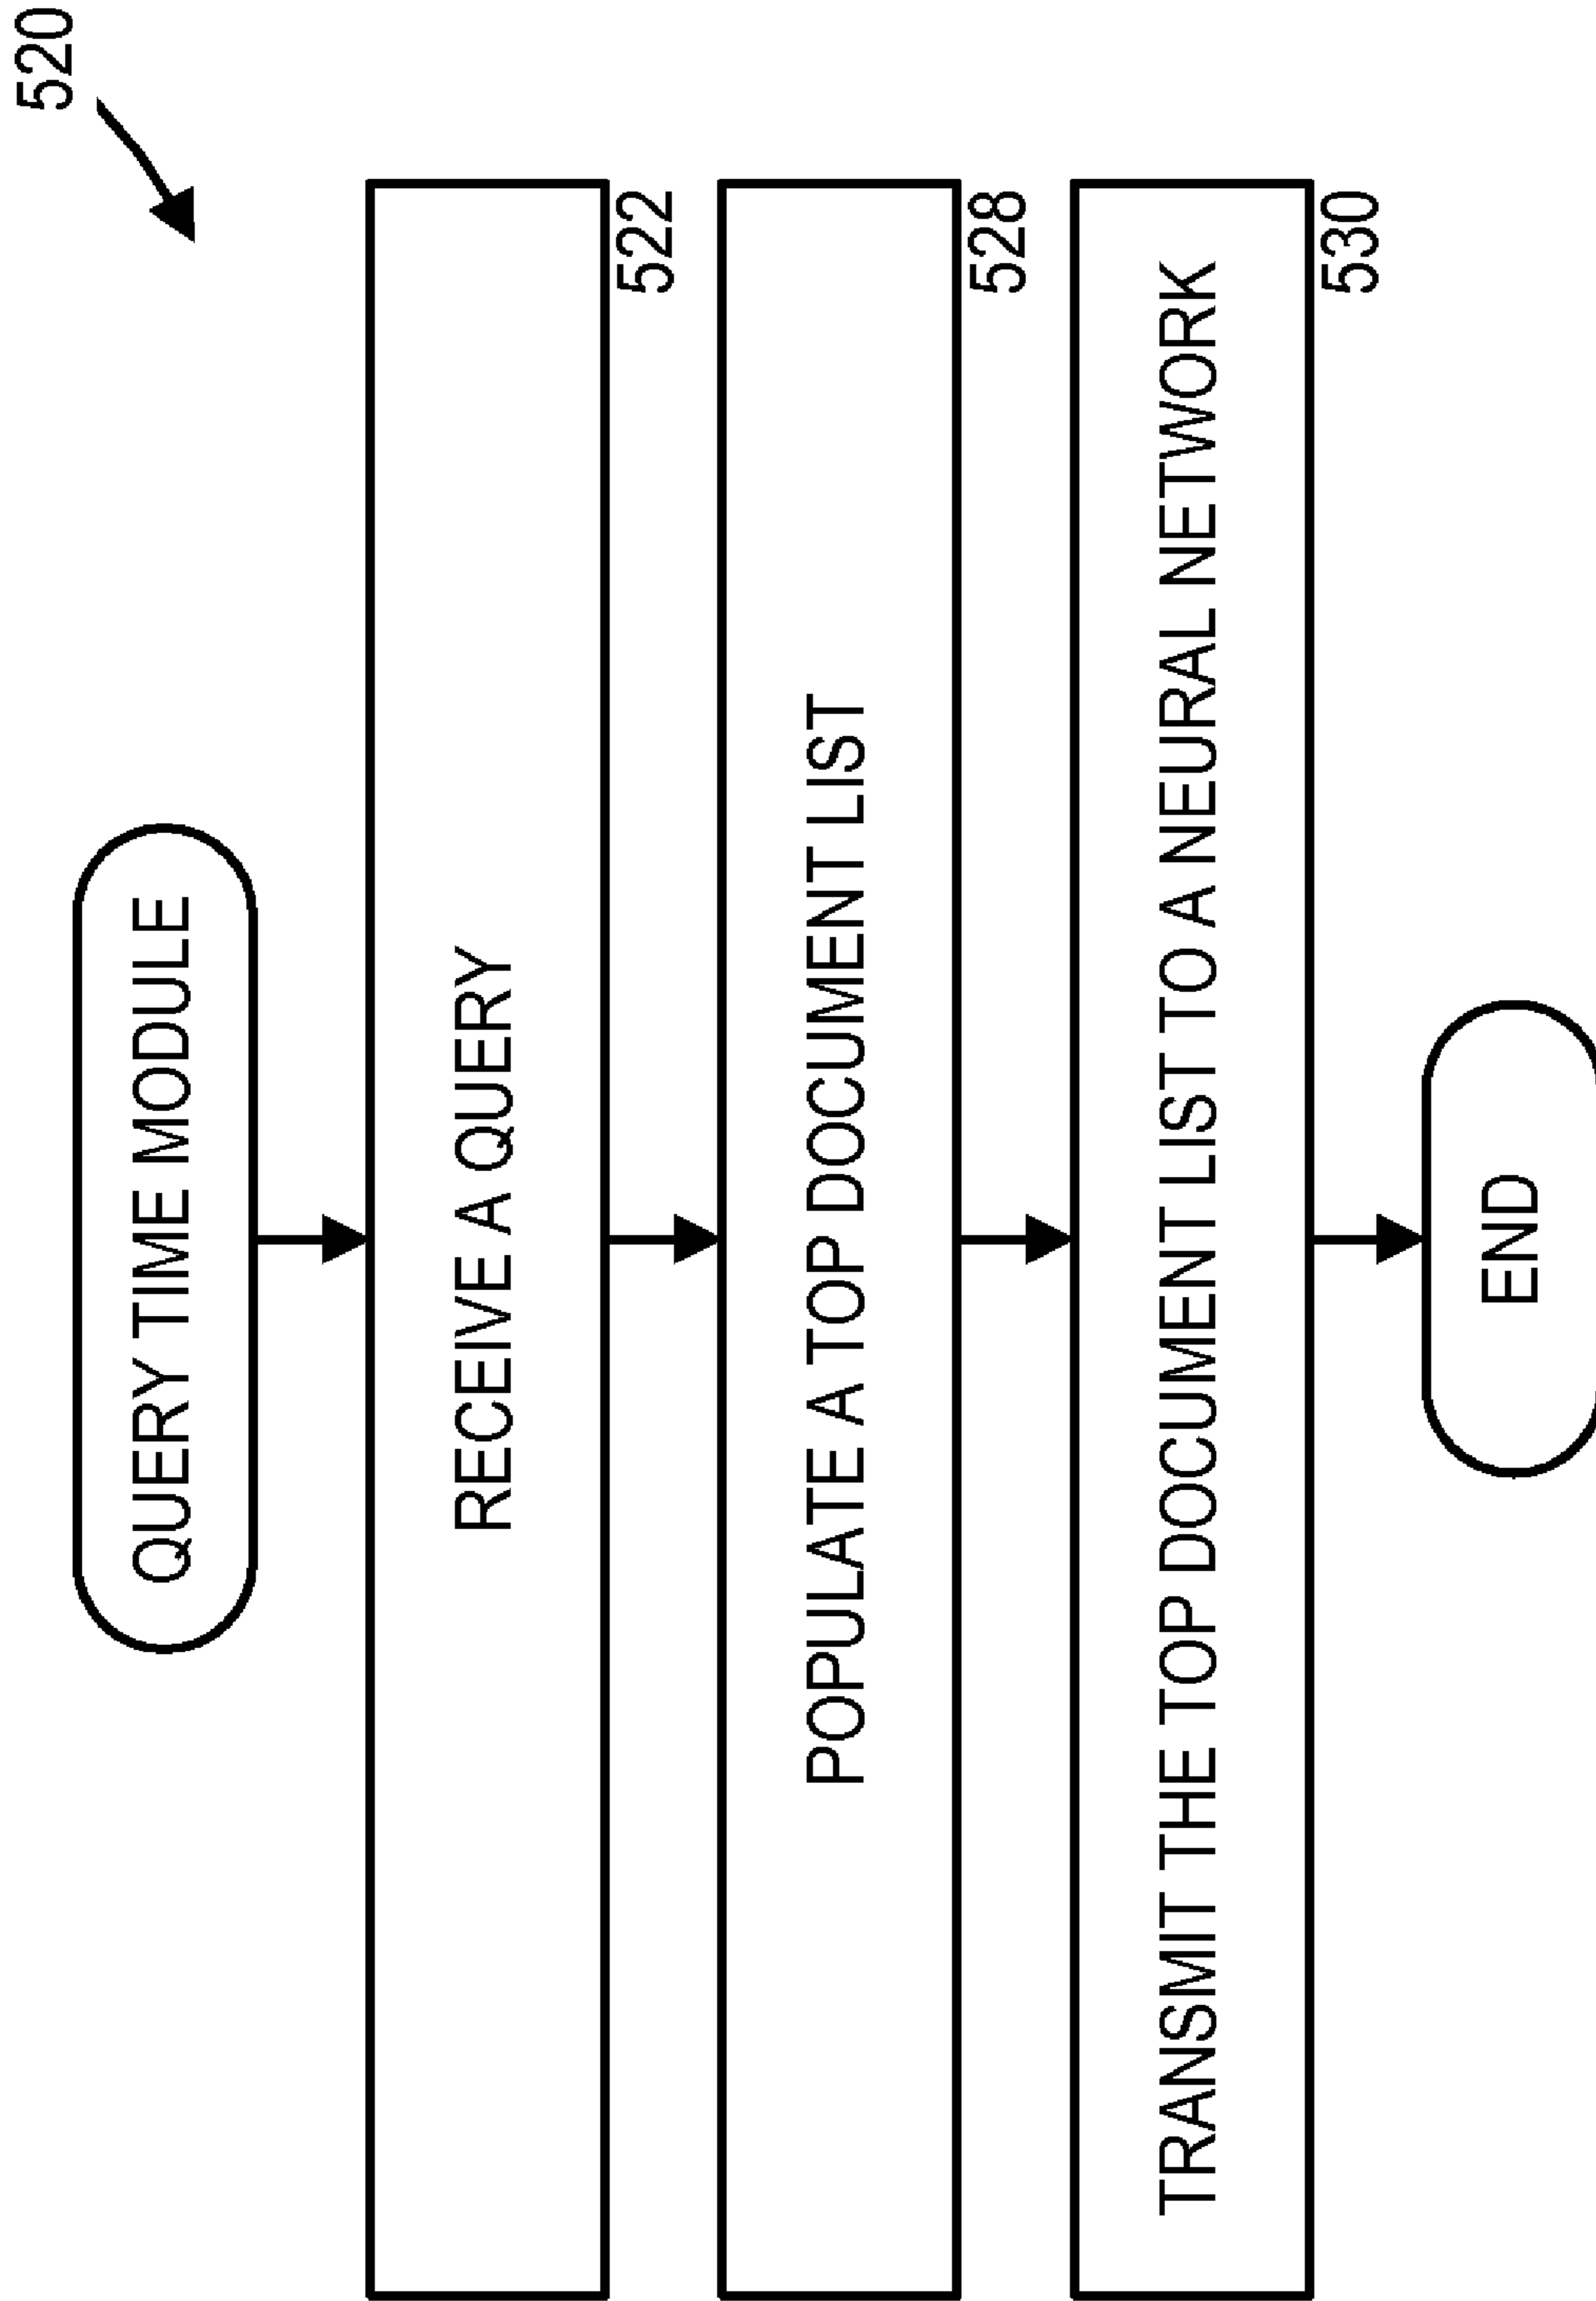 520
QUERY TIME MODULE
RECEIVE A QUERY
522
POPULATE A TOP DOCUMENT LIST
528
TRANSMIT THE TOP DOCUMENT LIST TO A NEURAL NETWORK
530
END